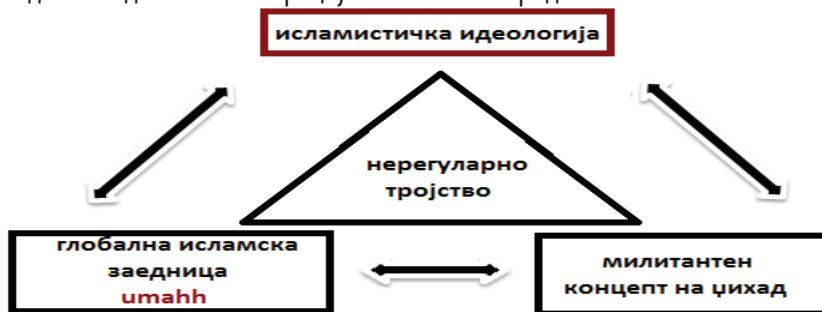 исламистичка идеологија
нерегуларно
тројство
глобална исламска
заедница
umahh
милитантен
концепт на џихад